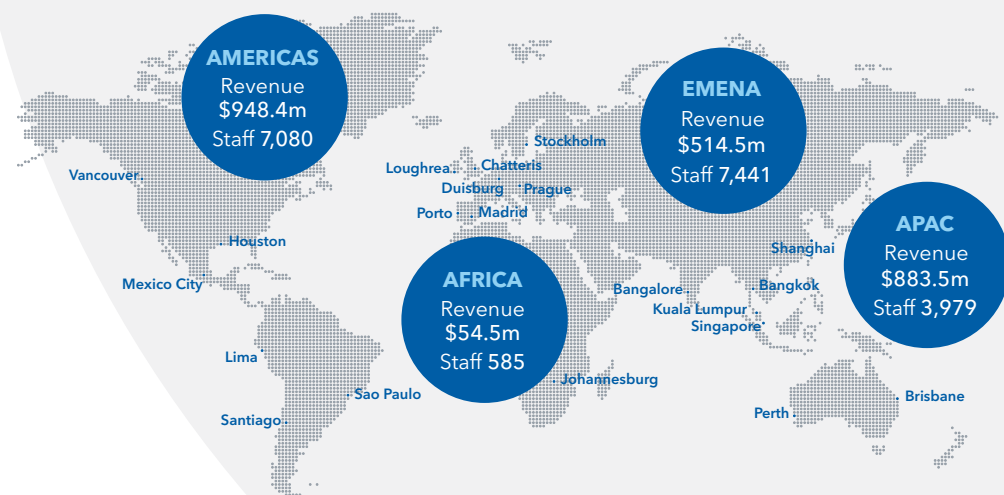 AMERICAS
Revenue
$948.4m
Staff 7,080
EMENA
Revenue
$514.5m
Staff 7,441
APAC
Revenue
$883.5m
Staff 3,979
AFRICA
Revenue
$54.5m
Staff 585
Vancouver
Houston
Mexico City
Lima
Sao Paulo
Santiago
Stockholm
Loughrea
Chatteris
Duisburg
Prague
Porto
Madrid
Johannesburg
Shanghai
Bangalore
Bangkok
Kuala Lumpur
Singapore
Perth
Brisbane